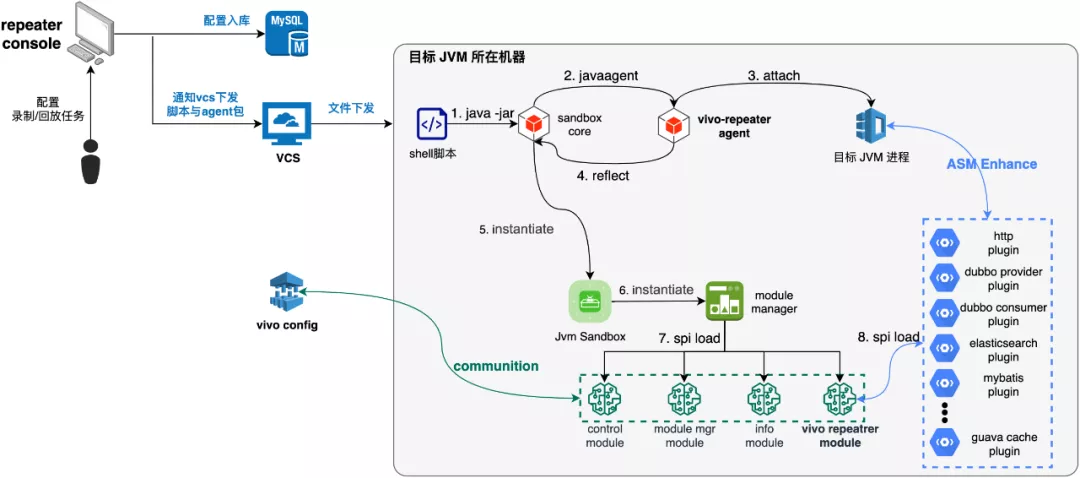 repeater
console
配置入库
MySQL
M
配置
录制/回放任务
通知vcs下发
脚本与agent包
VCS
文件下发
目标 JVM 所在机器
1. java -jar
shell脚本
sandbox
core
2. javaagent
vivo-repeater
agent
3. attach
4. reflect
目标 JVM 进程
ASM Enhance
5. instantiate
Jvm Sandbox
6. instantiate
module
manager
7. spi load
8. spi load
vivo config
communition
control
module
module mgr
module
info
module
vivo repeatrer
module
http
plugin
dubbo provider
plugin
dubbo consumer
plugin
elasticsearch
plugin
mybatis
plugin
guava cache
plugin